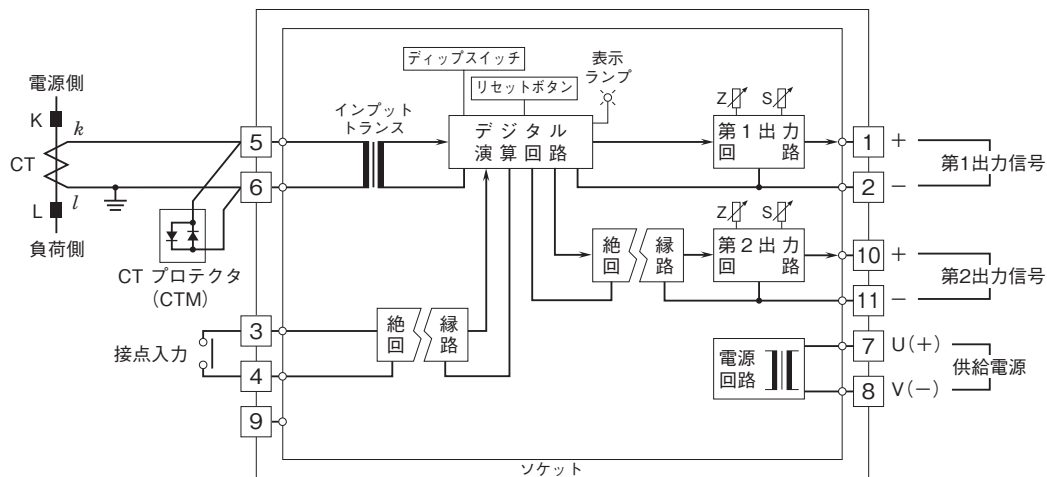 ディップスイッチ
リセットボタン
表示
ランプ
電源側
K
k
CT
l
L
負荷側
CT プロテクタ
(CTM)
5
6
インプット
トランス
デジタル
演算回路
Z
S
第1出力
回路
1
+
2
−
第1出力信号
Z
S
絶縁
回路
第2出力
回路
10
+
11
−
第2出力信号
接点入力
3
4
9
絶縁
回路
電源
回路
7
U(+)
8
V(−)
供給電源
ソケット